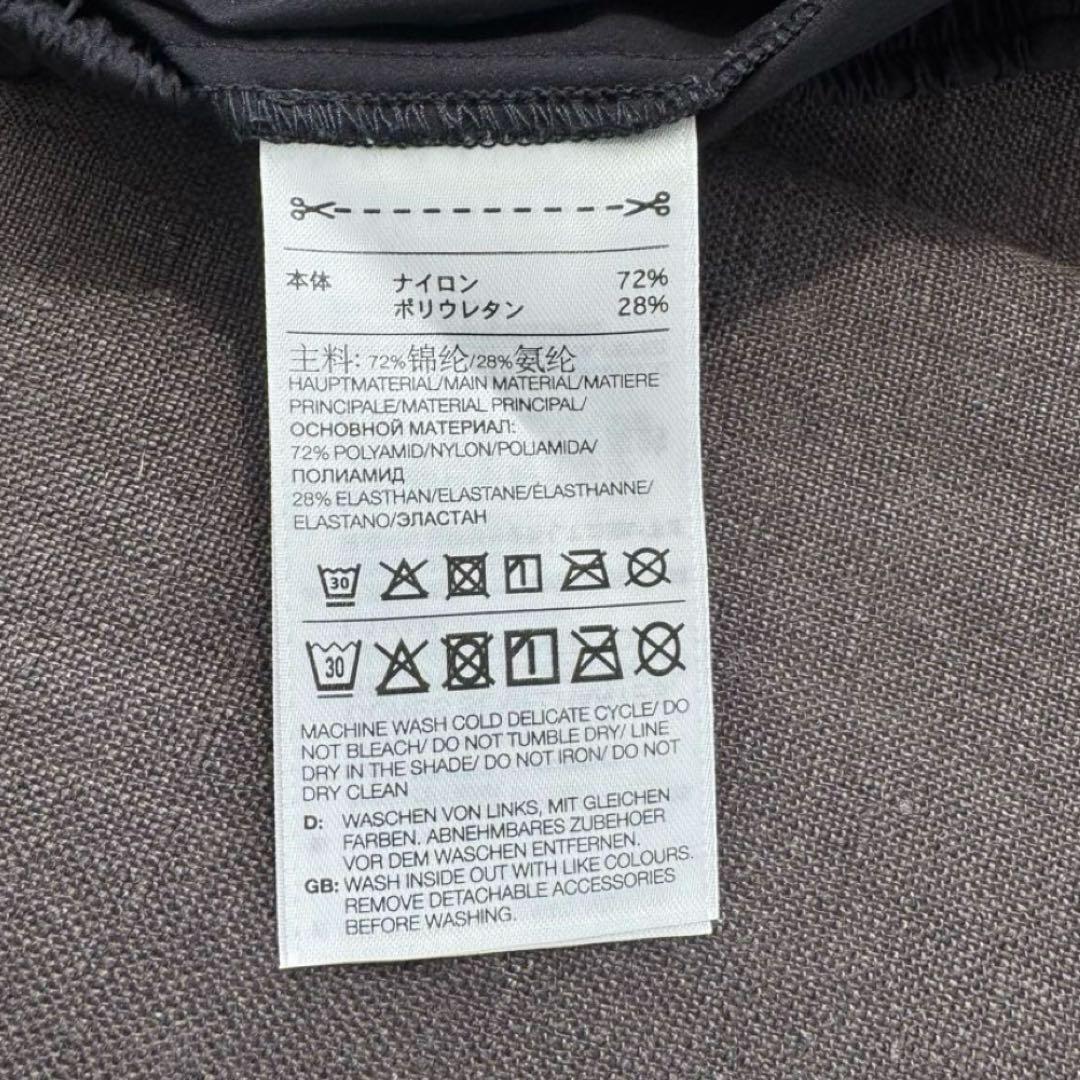 本体 ナイロン 72%
ポリウレタン 28%
主料: 72%锦纶/28%氨纶
HAUPTMATERIAL/MAIN MATERIAL/MATIERE
PRINCIPALE/MATERIAL PRINCIPAL/
ОСНОВНОЙ МАТЕРИАЛ:
72% POLYAMID/NYLON/POLIAMIDA/
ПОЛИАМИД
28% ELASTHAN/ELASTANE/ÉLASTHANNE/
ELASTANO/ЭЛАСТАН
30
30
MACHINE WASH COLD DELICATE CYCLE/ DO
NOT BLEACH/ DO NOT TUMBLE DRY/ LINE
DRY IN THE SHADE/ DO NOT IRON/ DO NOT
DRY CLEAN
D: WASCHEN VON LINKS, MIT GLEICHEN
FARBEN. ABNEHMBARES ZUBEHOER
VOR DEM WASCHEN ENTFERNEN.
GB: WASH INSIDE OUT WITH LIKE COLOURS.
REMOVE DETACHABLE ACCESSORIES
BEFORE WASHING.